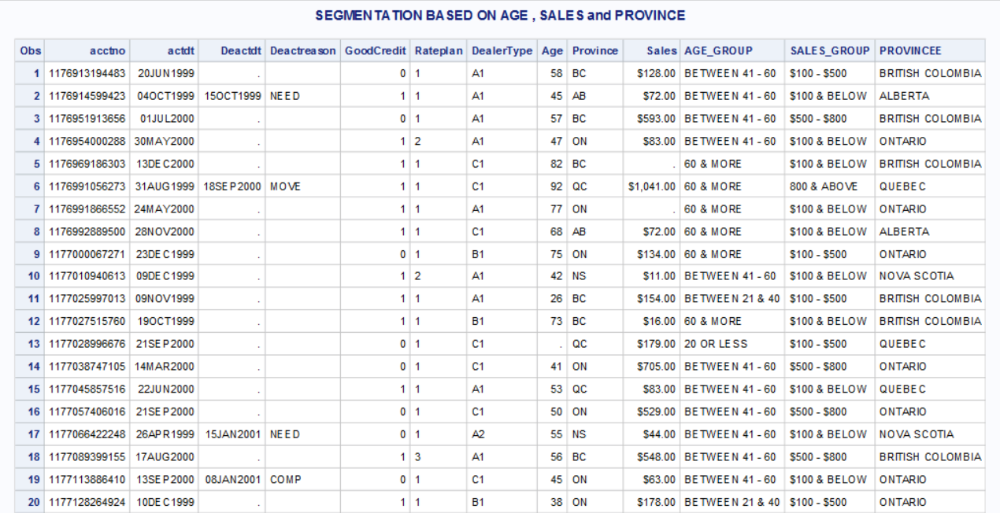 SEGMENTATION BASED ON AGE , SALES and PROVINCE
Obs acctno actdt Deactdt Deactreason GoodCredit Rateplan DealerType Age Province Sales AGE_GROUP SALES_GROUP PROVINCEE
1 1176913194483 20JUN1999 . 0 1 A1 58 BC $128.00 BETWEEN 41 - 60 $100 - $500 BRITISH COLOMBIA
2 1176914599423 04OCT1999 15OCT1999 NEED 1 1 A1 45 AB $72.00 BETWEEN 41 - 60 $100 & BELOW ALBERTA
3 1176951913656 01JUL2000 . 0 1 A1 57 BC $593.00 BETWEEN 41 - 60 $500 - $800 BRITISH COLOMBIA
4 1176954000288 30MAY2000 . 1 2 A1 47 ON $83.00 BETWEEN 41 - 60 $100 & BELOW ONTARIO
5 1176969186303 13DEC2000 . 1 1 C1 82 BC . 60 & MORE $100 & BELOW BRITISH COLOMBIA
6 1176991056273 31AUG1999 18SEP2000 MOVE 1 1 C1 92 QC $1,041.00 60 & MORE 800 & ABOVE QUEBEC
7 1176991866552 24MAY2000 . 1 1 A1 77 ON . 60 & MORE $100 & BELOW ONTARIO
8 1176992889500 28NOV2000 . 1 1 C1 68 AB $72.00 60 & MORE $100 & BELOW ALBERTA
9 1177000067271 23DEC1999 . 0 1 B1 75 ON $134.00 60 & MORE $100 - $500 ONTARIO
10 1177010940613 09DEC1999 . 1 2 A1 42 NS $11.00 BETWEEN 41 - 60 $100 & BELOW NOVA SCOTIA
11 1177025997013 09NOV1999 . 1 1 A1 26 BC $154.00 BETWEEN 21 & 40 $100 - $500 BRITISH COLOMBIA
12 1177027515760 19OCT1999 . 1 1 B1 73 BC $16.00 60 & MORE $100 & BELOW BRITISH COLOMBIA
13 1177028996676 21SEP2000 . 0 1 C1 . QC $179.00 20 OR LESS $100 - $500 QUEBEC
14 1177038747105 14MAR2000 . 0 1 C1 41 ON $705.00 BETWEEN 41 - 60 $500 - $800 ONTARIO
15 1177045857516 22JUN2000 . 1 1 A1 53 QC $83.00 BETWEEN 41 - 60 $100 & BELOW QUEBEC
16 1177057406016 21SEP2000 . 0 1 C1 50 ON $529.00 BETWEEN 41 - 60 $500 - $800 ONTARIO
17 1177066422248 26APR1999 15JAN2001 NEED 0 1 A2 55 NS $44.00 BETWEEN 41 - 60 $100 & BELOW NOVA SCOTIA
18 1177089399155 17AUG2000 . 1 3 A1 56 BC $548.00 BETWEEN 41 - 60 $500 - $800 BRITISH COLOMBIA
19 1177113886410 13SEP2000 08JAN2001 COMP 0 1 C1 45 ON $63.00 BETWEEN 41 - 60 $100 & BELOW ONTARIO
20 1177128264924 10DEC1999 . 1 1 B1 38 ON $178.00 BETWEEN 21 & 40 $100 - $500 ONTARIO